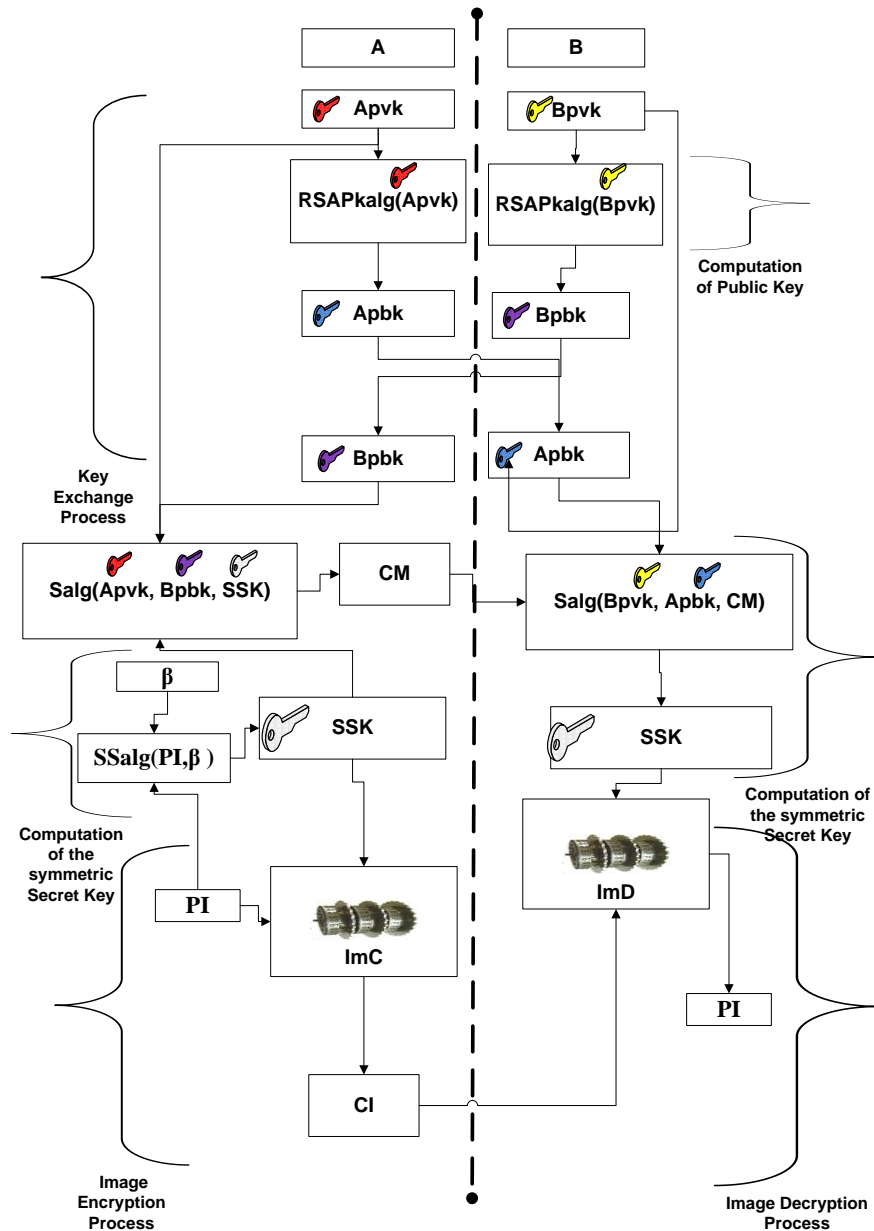 A
B
Apvk
Bpvk
RSAPkalg(Apvk)
RSAPkalg(Bpvk)
Computation
of Public Key
Apbk
Bpbk
Bpbk
Apbk
Key
Exchange
Process
Salg(Apvk, Bpbk, SSK)
CM
Salg(Bpvk, Apbk, CM)
β
SSalg(PI,β )
SSK
SSK
Computation
of the
symmetric
Secret Key
Computation of
the symmetric
Secret Key
PI
ImC
ImD
PI
CI
Image
Encryption
Process
Image Decryption
Process